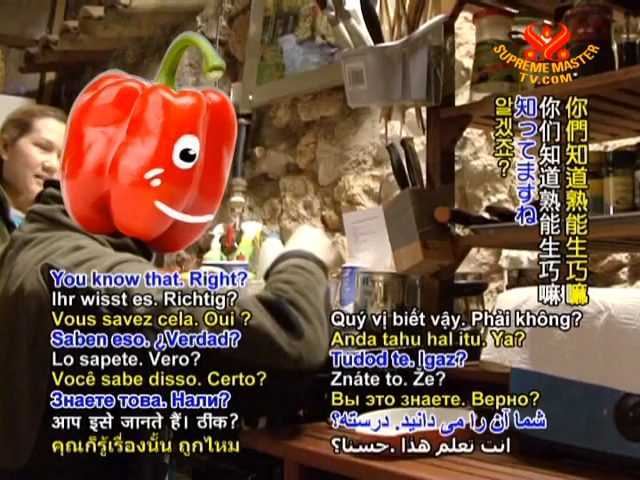 SUPREME MASTER
TV.COM
你們知道熟能生巧嘛
你们知道熟能生巧嘛
知ってますね
알겠죠?
You know that. Right?
Ihr wisst es. Richtig?
Vous savez cela. Oui ?
Saben eso. ¿Verdad?
Lo sapete. Vero?
Você sabe disso. Certo?
Знаете това. Нали?
आप इसे जानते हैं। ठीक?
คุณก็รู้เรื่องนั้น ถูกไหม
Quý vị biết vậy. Phải không?
Anda tahu hal itu. Ya?
Tudod te. Igaz?
Znáte to. Že?
Вы это знаете. Верно?
شما آن را می دانید. درسته؟
انت تعلم هذا .حسنا؟